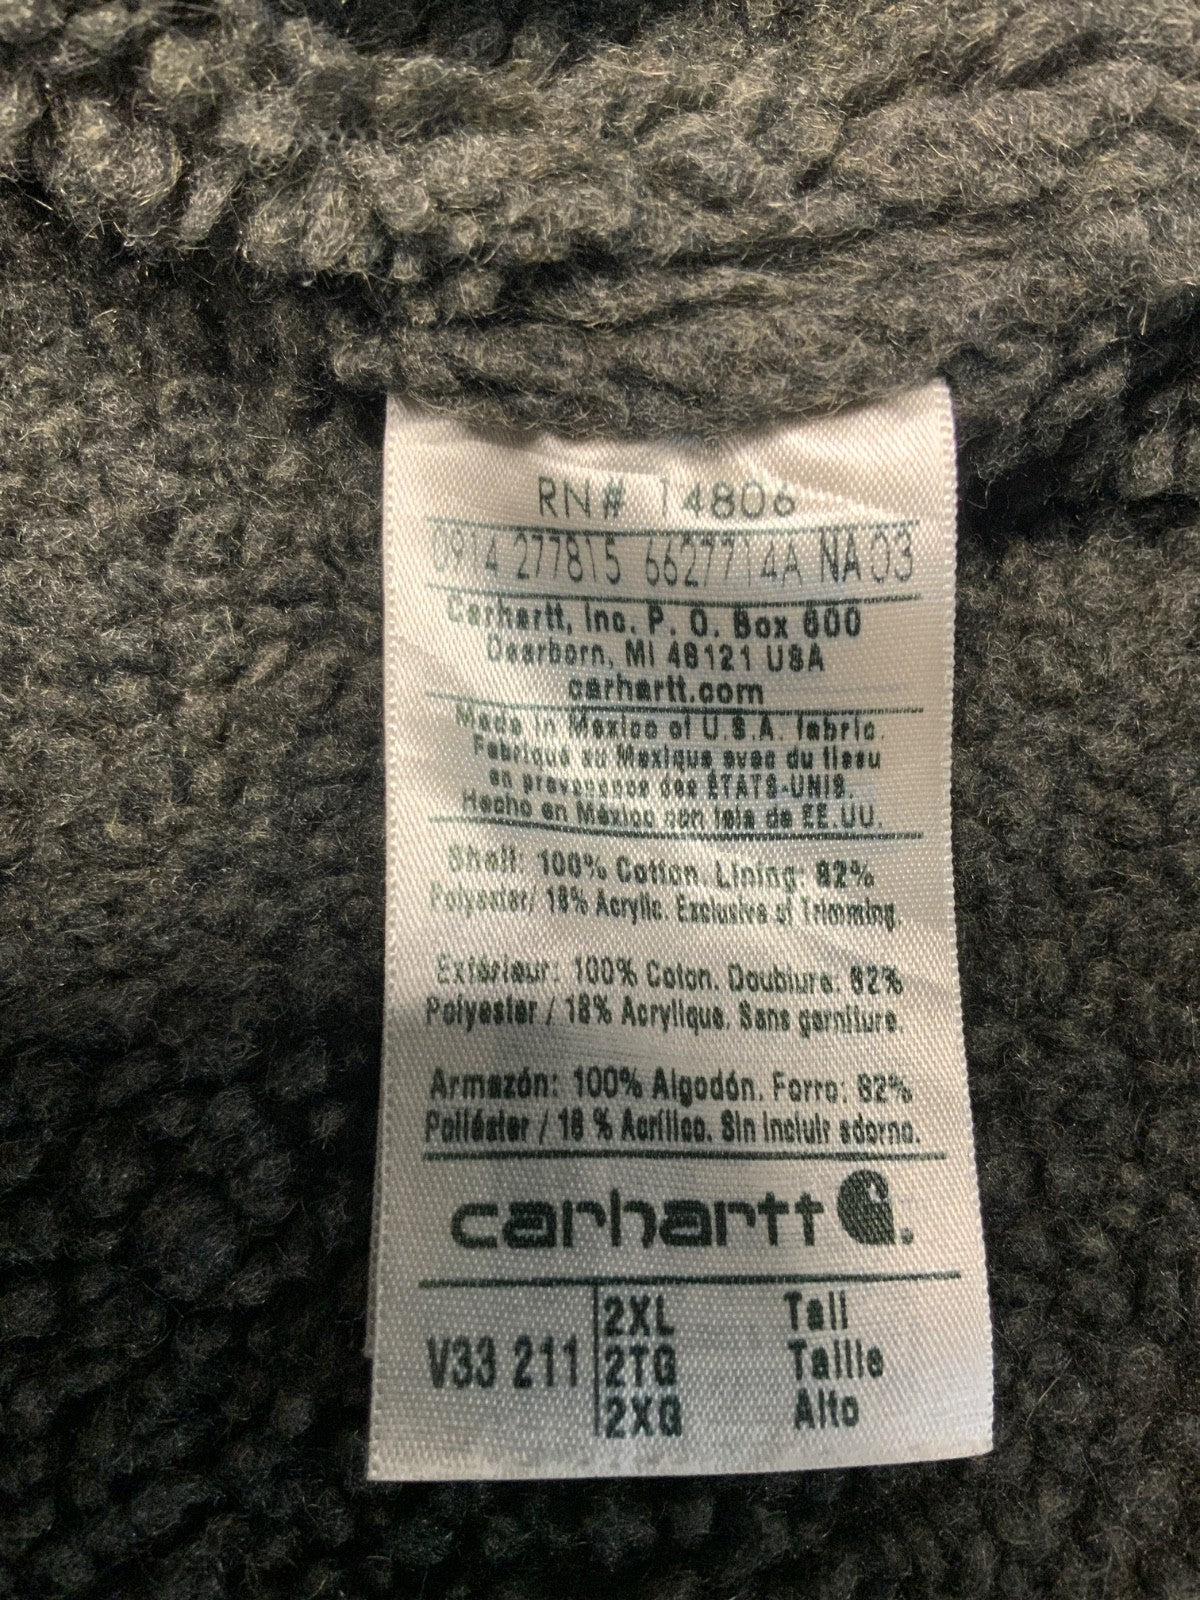 RN# 14806
0914 277815 6627714A NA 03
Carhartt, Inc. P. O. Box 600
Dearborn, MI 48121 USA
carhartt.com
Made in Mexico of U.S.A. fabric.
Fabriqué au Mexique avec du tissu
en provenance des ÉTATS-UNIS.
Hecho en México con tela de EE.UU.
Shell: 100% Cotton. Lining: 82%
Polyester/ 18% Acrylic. Exclusive of Trimming.
Extérieur: 100% Coton. Doublure: 82%
Polyester / 18% Acrylique. Sans garniture.
Armazón: 100% Algodón. Forro: 82%
Poliéster / 18 % Acrílico. Sin incluir adorno.
carhartt
V33 211
2XL Tall
2TG Taille
2XG Alto